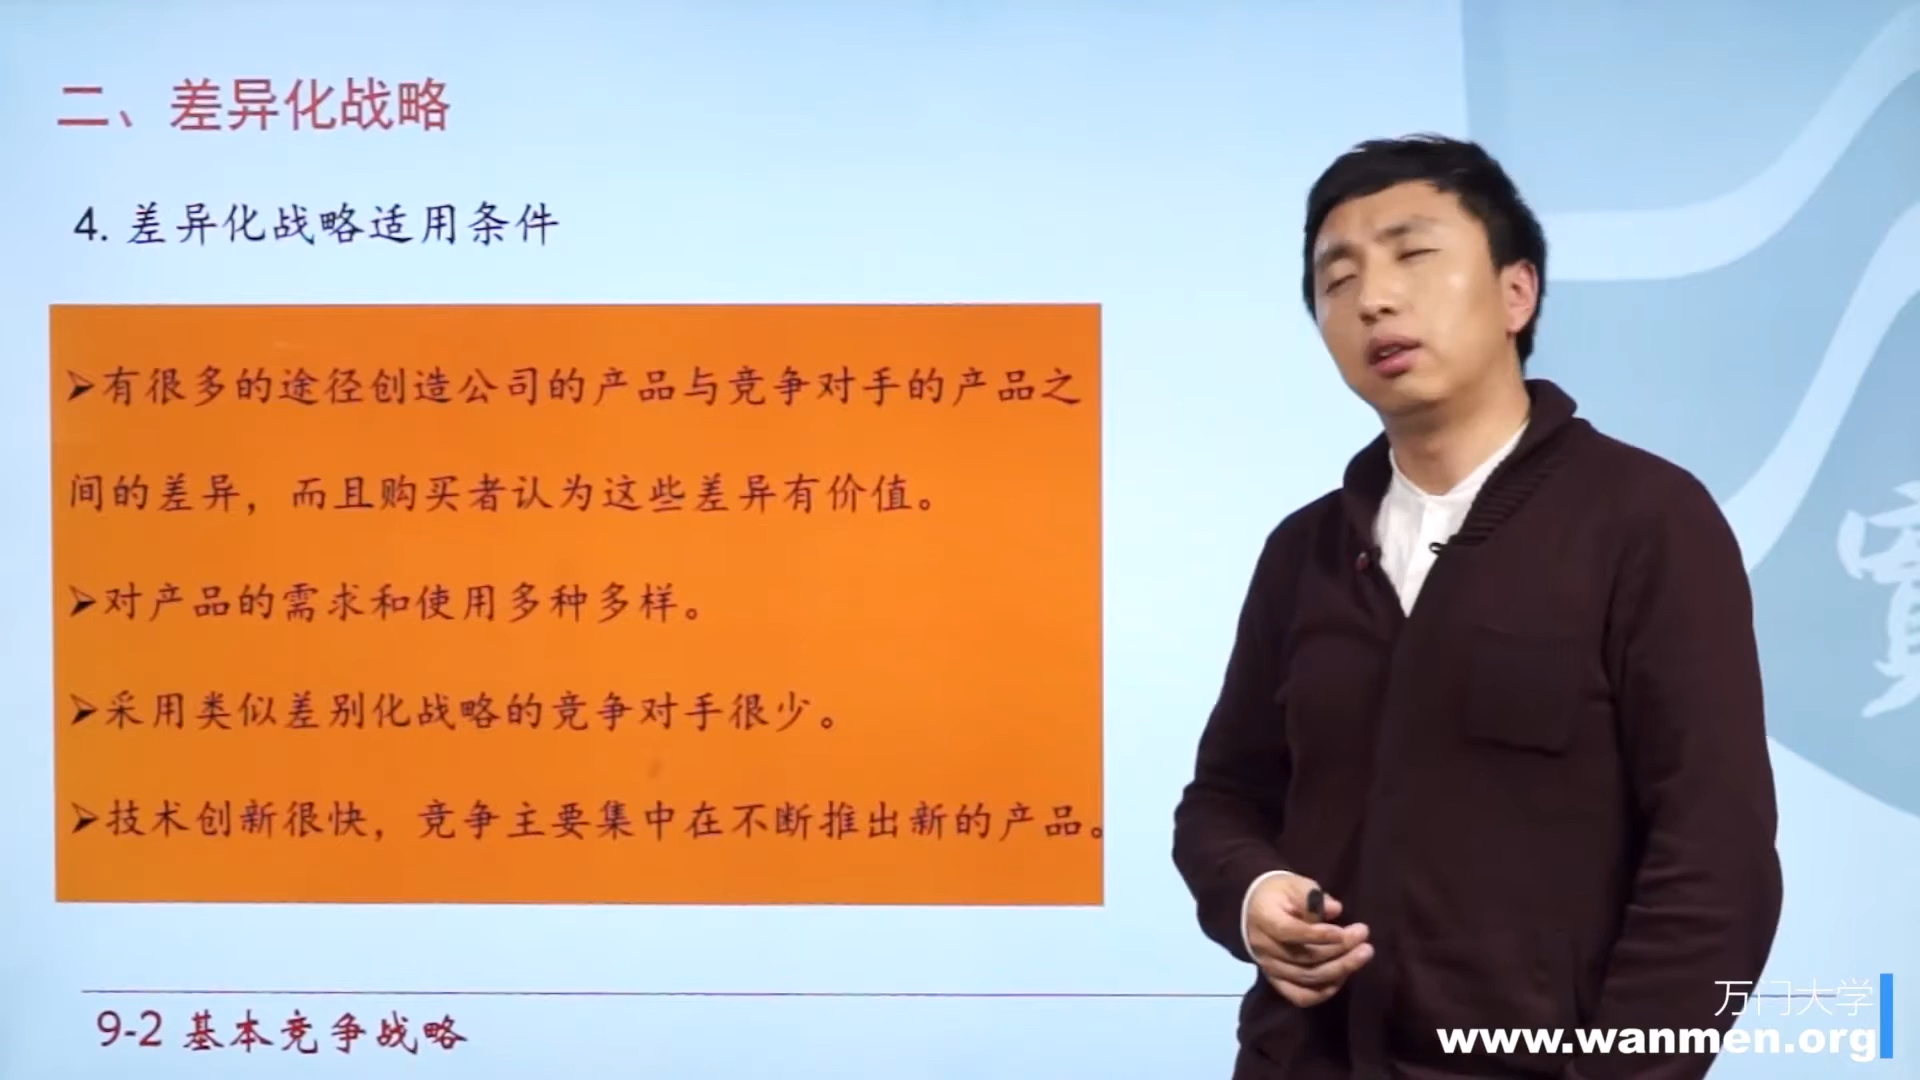 二、差异化战略
4. 差异化战略适用条件
➢有很多的途径创造公司的产品与竞争对手的产品之
间的差异，而且购买者认为这些差异有价值。
➢对产品的需求和使用多种多样。
➢采用类似差别化战略的竞争对手很少。
➢技术创新很快，竞争主要集中在不断推出新的产品。
9-2 基本竞争战略
万门大学
www.wanmen.org